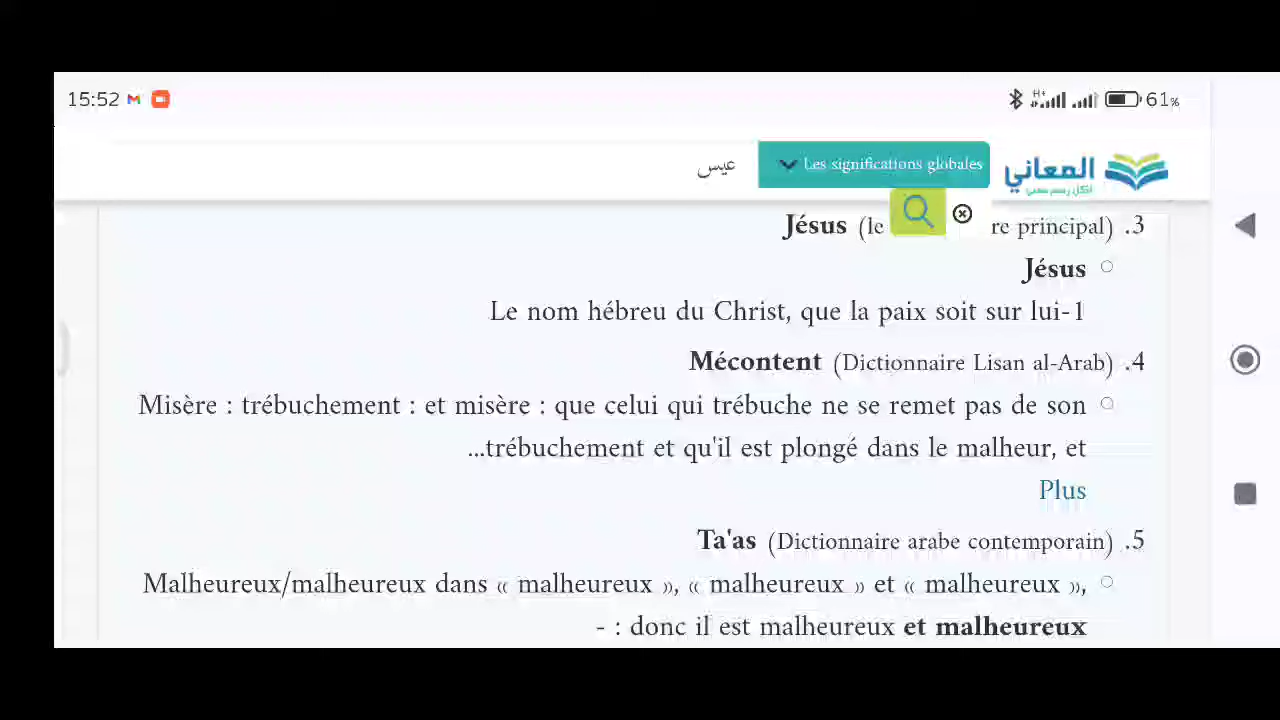 15:52
H+
61%
عيس
Les significations globales
المعاني
لكل رسم معنى
3. Jésus (le re principal)
Jésus
Le nom hébreu du Christ, que la paix soit sur lui-1
4. Mécontent (Dictionnaire Lisan al-Arab)
Misère : trébuchement : et misère : que celui qui trébuche ne se remet pas de son
trébuchement et qu'il est plongé dans le malheur, et...
Plus
5. Ta'as (Dictionnaire arabe contemporain)
Malheureux/malheureux dans « malheureux », « malheureux » et « malheureux »,
- : donc il est malheureux et malheureux